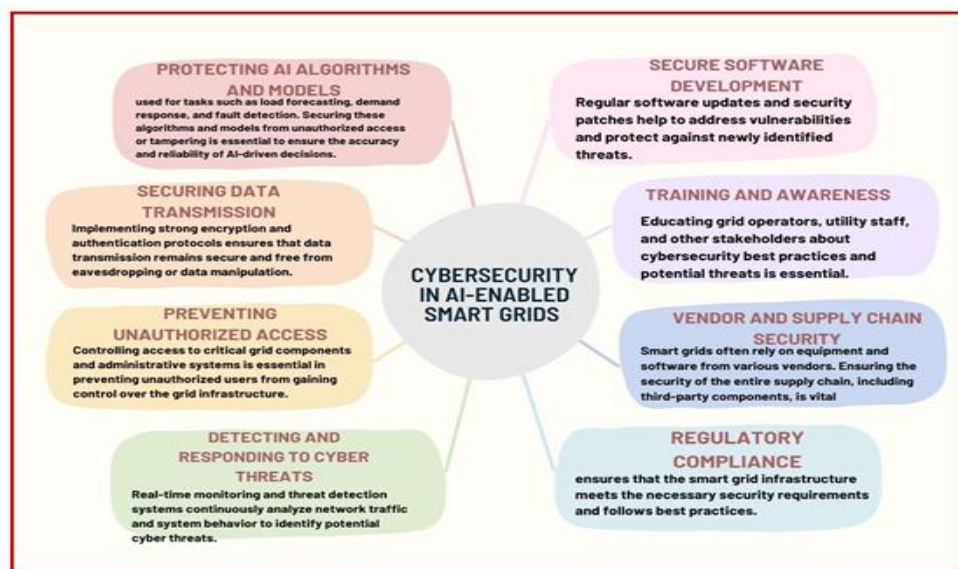 PROTECTING AI ALGORITHMS
AND MODELS
used for tasks such as load forecasting, demand
response, and fault detection. Securing these
algorithms and models from unauthorized access
or tampering is essential to ensure the accuracy
and reliability of AI-driven decisions.
SECURING DATA
TRANSMISSION
Implementing strong encryption and
authentication protocols ensures that data
transmission remains secure and free from
eavesdropping or data manipulation.
PREVENTING
UNAUTHORIZED ACCESS
Controlling access to critical grid components
and administrative systems is essential in
preventing unauthorized users from gaining
control over the grid infrastructure.
DETECTING AND
RESPONDING TO CYBER
THREATS
Real-time monitoring and threat detection
systems continuously analyze network traffic
and system behavior to identify potential
cyber threats.
CYBERSECURITY
IN AI-ENABLED
SMART GRIDS
SECURE SOFTWARE
DEVELOPMENT
Regular software updates and security
patches help to address vulnerabilities
and protect against newly identified
threats.
TRAINING AND AWARENESS
Educating grid operators, utility staff,
and other stakeholders about
cybersecurity best practices and
potential threats is essential.
VENDOR AND SUPPLY CHAIN
SECURITY
Smart grids often rely on equipment and
software from various vendors. Ensuring the
security of the entire supply chain, including
third-party components, is vital
REGULATORY
COMPLIANCE
ensures that the smart grid infrastructure
meets the necessary security requirements
and follows best practices.